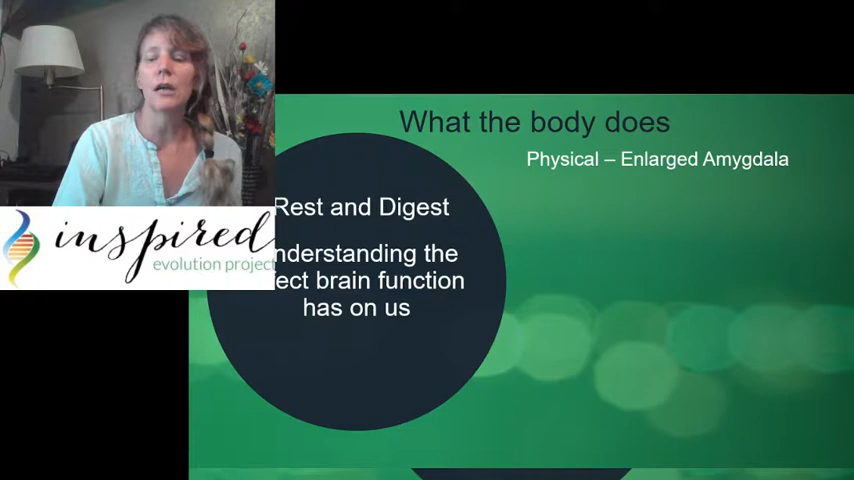 What the body does
Physical – Enlarged Amygdala
Rest and Digest
nderstanding the
ect brain function
has on us
inspired
evolution project